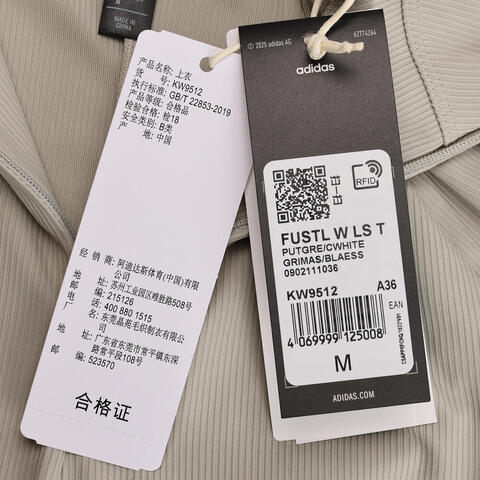 M
MADE IN
CHINA
产品名称: 上衣
货 号: KW9512
执行标准: GB/T 22853-2019
产品等级: 合格品
检验合格: 检18
安全类别: B类
产 地: 中国
经 销 商: 阿迪达斯体育(中国)有限公司
地 址: 苏州工业园区唯胜路508号
邮 编: 215126
电 话: 400 880 1515
司: 东莞晶苑毛织制衣有限公司
地 址: 广东省东莞市常平镇东深路常平段108号
邮 编: 523570
合格证
© 2025 adidas AG
62774264
adidas
RFID
FUSTL W LS T
PUTGRE/CWHITE
GRIMAS/BLAESS
0902111036
KW9512 A36
EAN
4 069999 125008
M
ADIDAS.COM